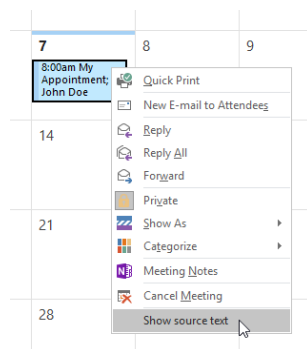 7
8
9
8:00am My
Appointment;
John Doe
Quick Print
New E-mail to Attendees
14
Reply
Reply All
Forward
Private
21
Show As
Categorize
N
Meeting Notes
Cancel Meeting
28
Show source text